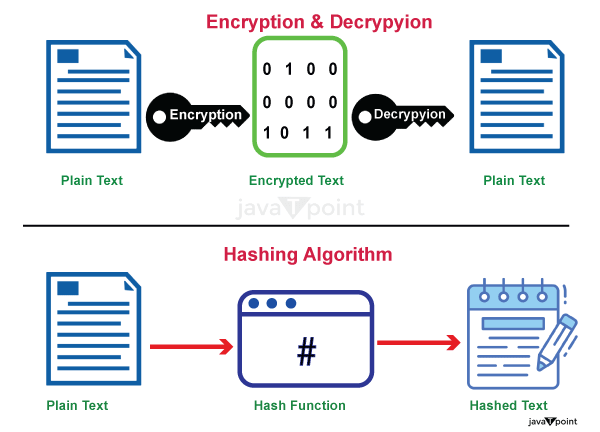 Encryption & Decrypyion
0 1 0 0
0 0 0 0
1 0 1 1
Encryption
Decrypyion
Plain Text
Encrypted Text
Plain Text
javaTpoint
Hashing Algorithm
#
Plain Text
Hash Function
Hashed Text
javaTpoint